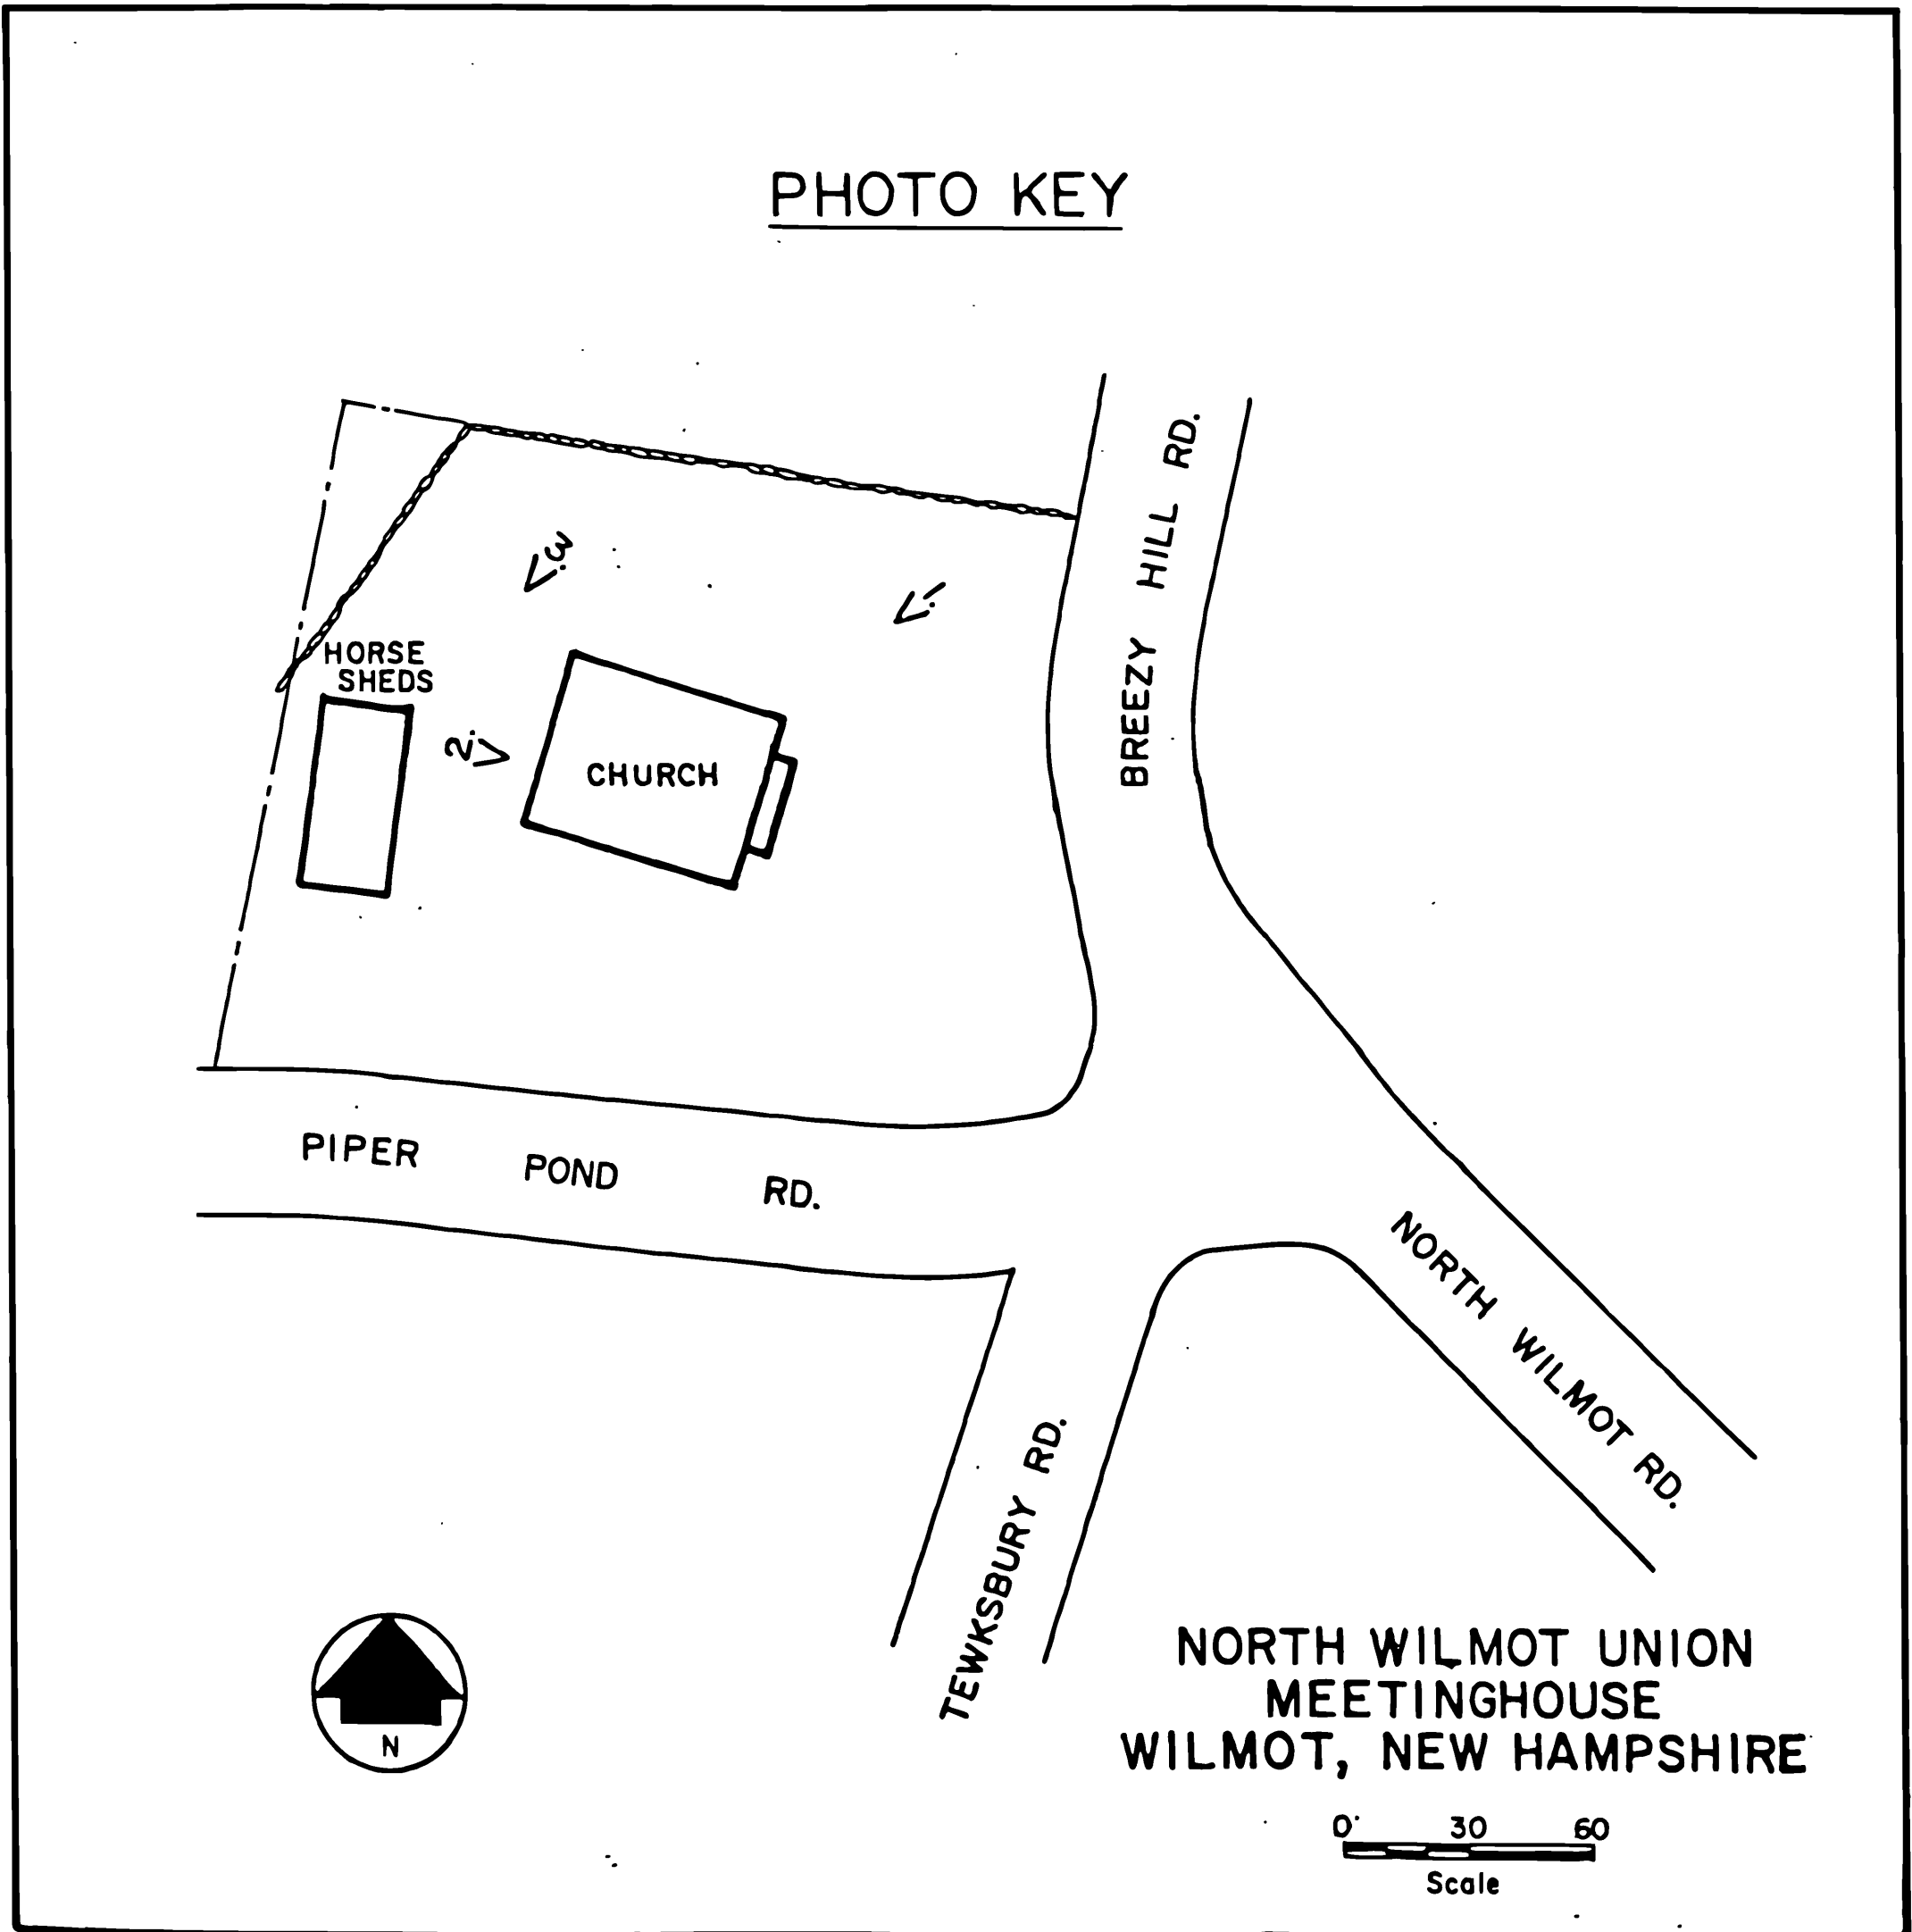 PHOTO KEY
BREEZY HILL RD.
3.
1.
HORSE
SHEDS
2.
CHURCH
PIPER POND RD.
NORTH WILMOT RD.
TEWKSBURY RD.
N
NORTH WILMOT UNION
MEETINGHOUSE
WILMOT, NEW HAMPSHIRE
0 30 60
Scale